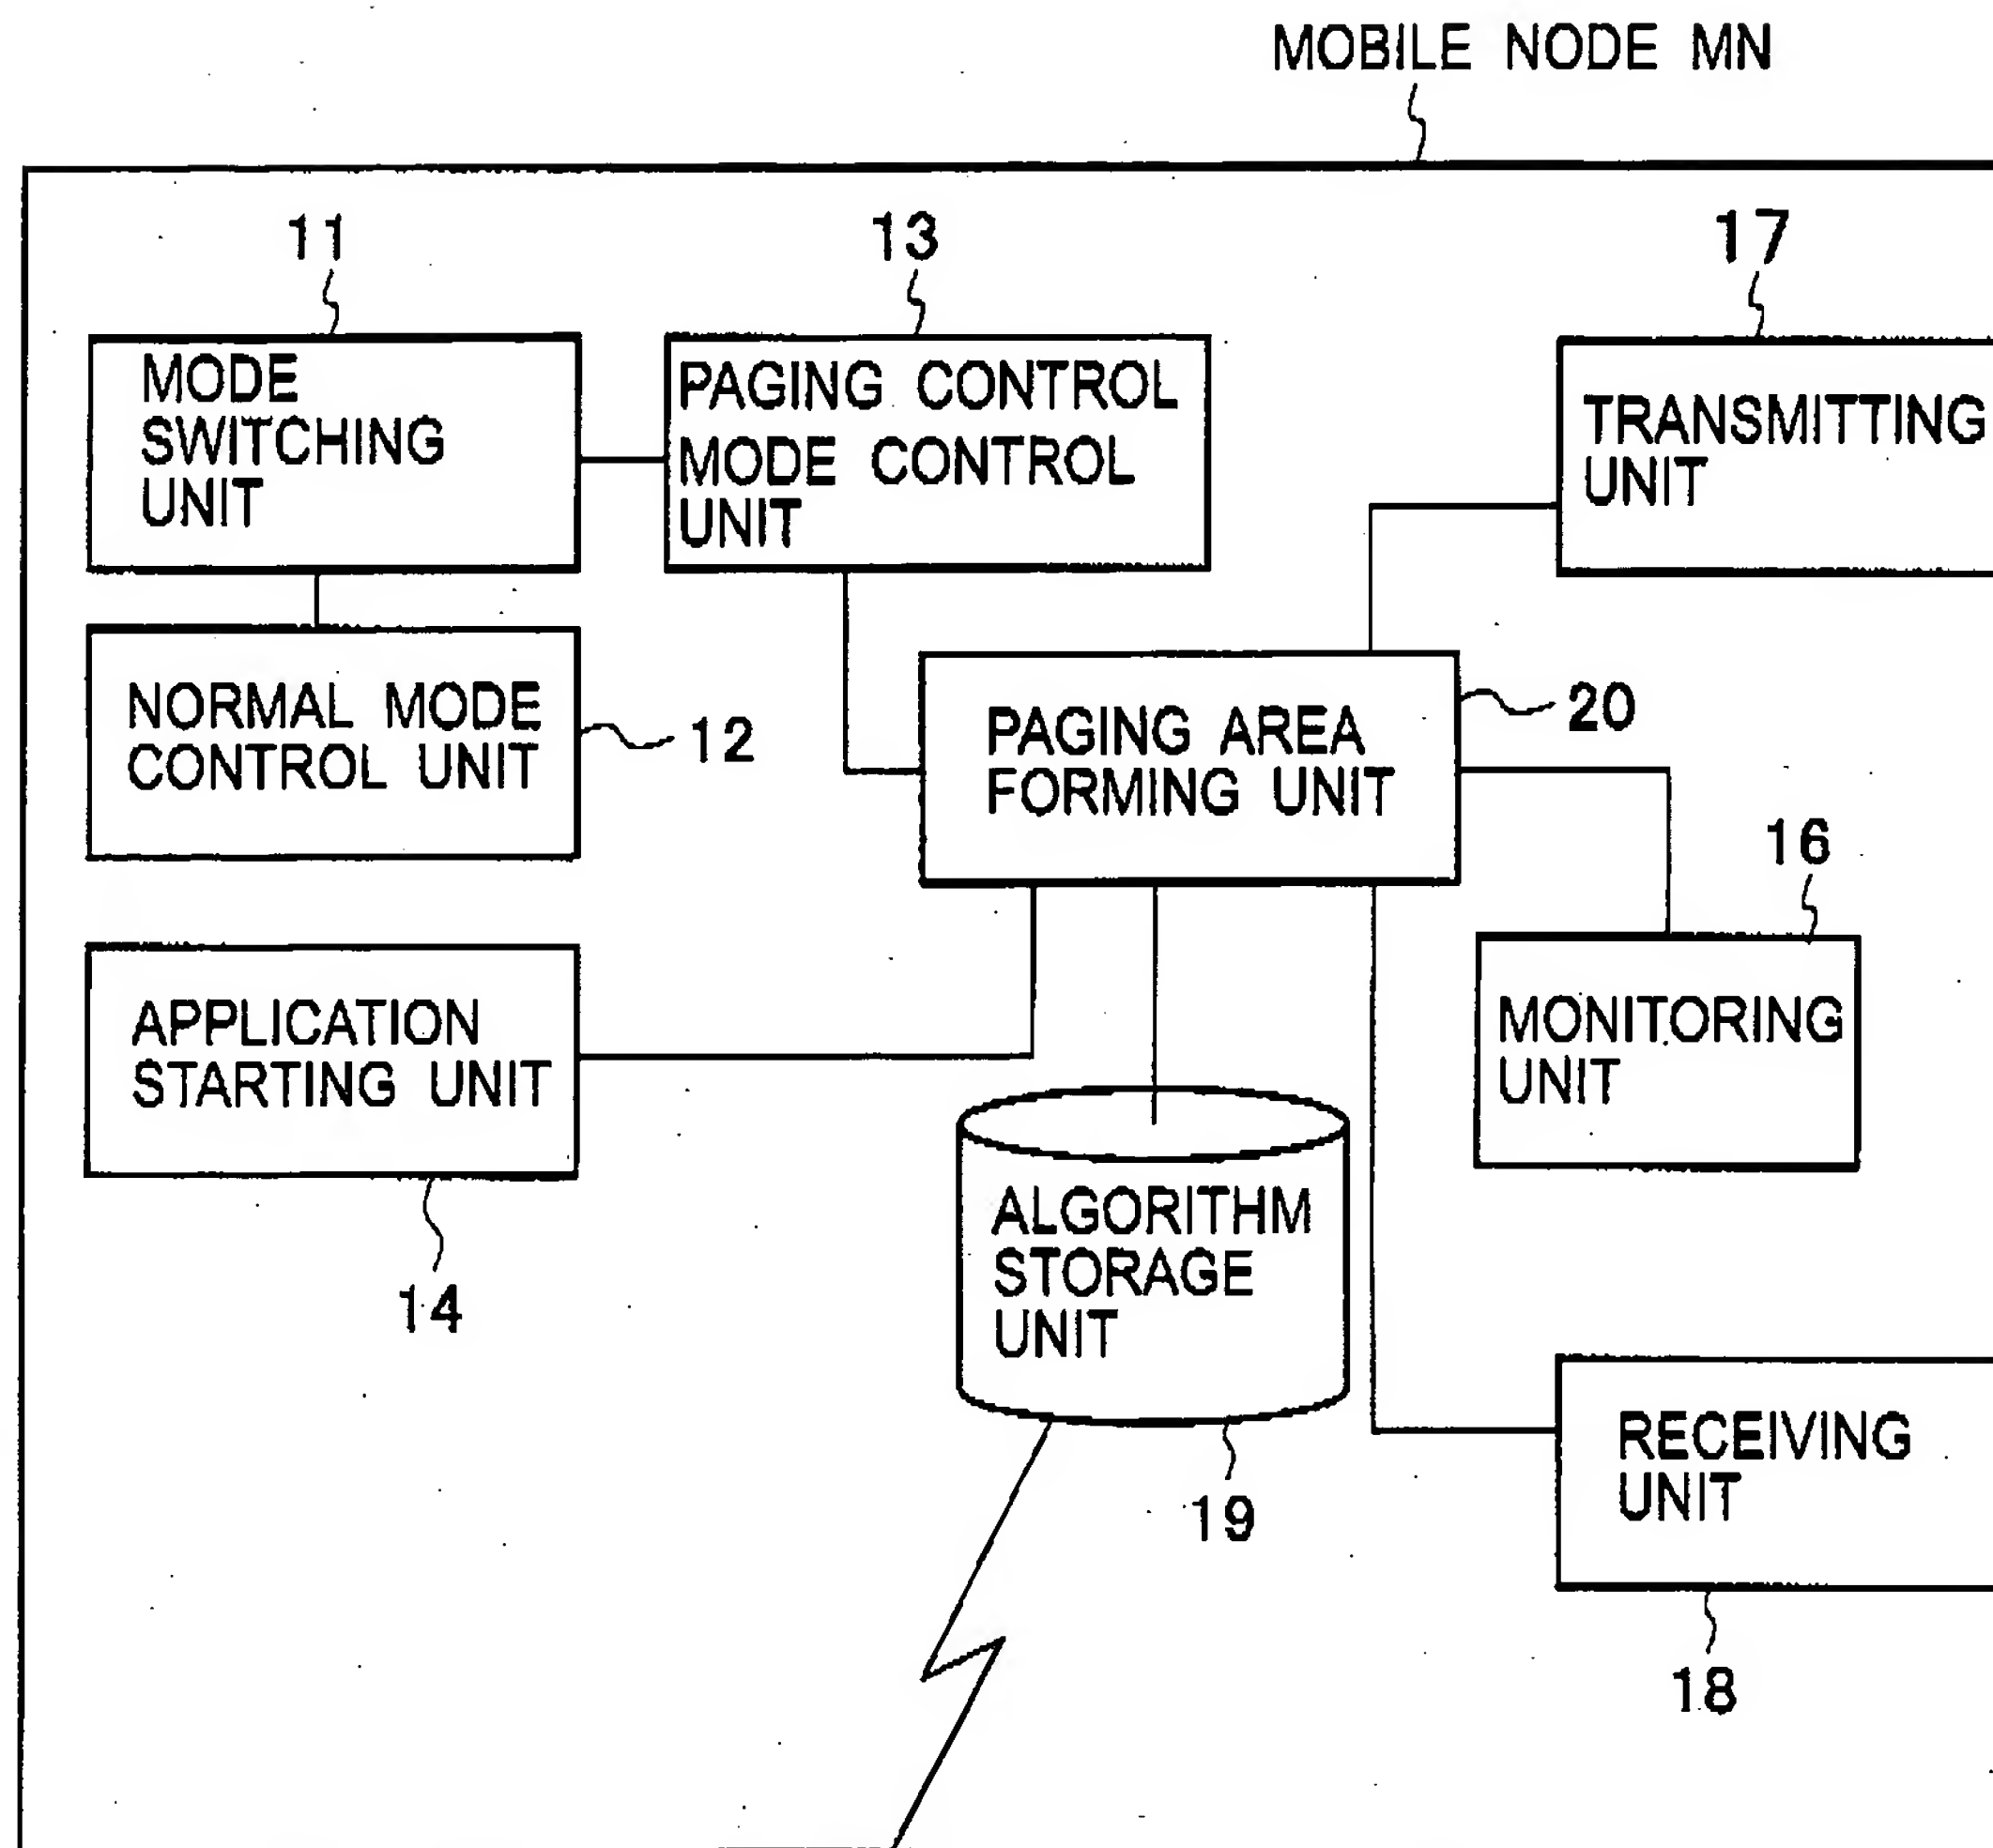 MOBILE NODE MN
11
13
17
MODE
SWITCHING
UNIT
PAGING CONTROL
MODE CONTROL
UNIT
TRANSMITTING
UNIT
NORMAL MODE
CONTROL UNIT
12
PAGING AREA
FORMING UNIT
20
16
APPLICATION
STARTING UNIT
MONITORING
UNIT
14
ALGORITHM
STORAGE
UNIT
19
RECEIVING
UNIT
18